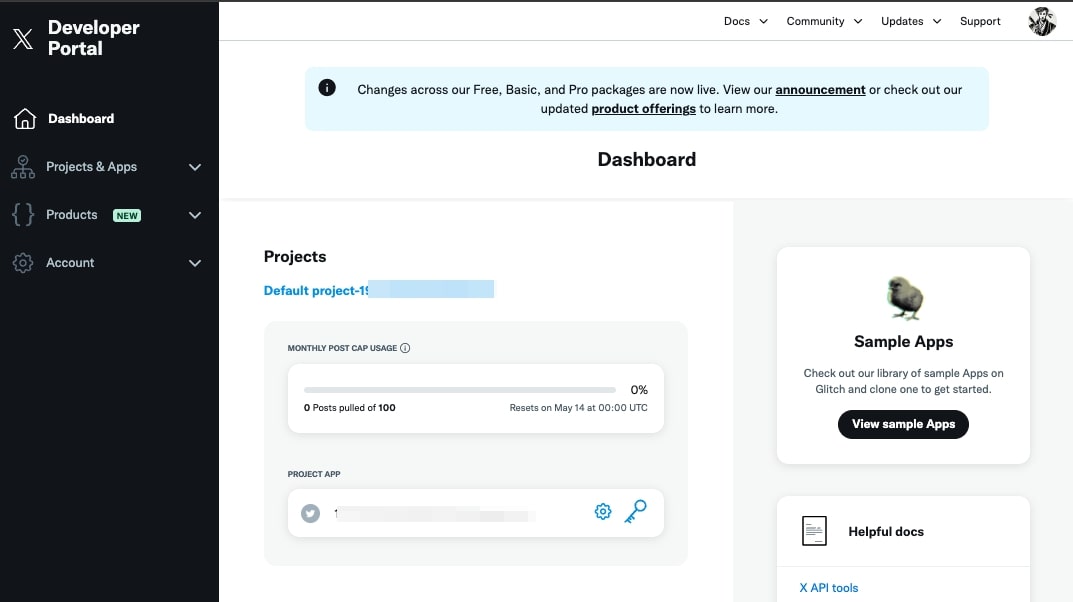 Developer
Portal
Docs
Community
Updates
Support
Dashboard
Projects & Apps
Products NEW
Account
Changes across our Free, Basic, and Pro packages are now live. View our announcement or check out our
updated product offerings to learn more.
Dashboard
Projects
Default project-19
MONTHLY POST CAP USAGE
0%
0 Posts pulled of 100
Resets on May 14 at 00:00 UTC
PROJECT APP
1
Sample Apps
Check out our library of sample Apps on
Glitch and clone one to get started.
View sample Apps
Helpful docs
X API tools